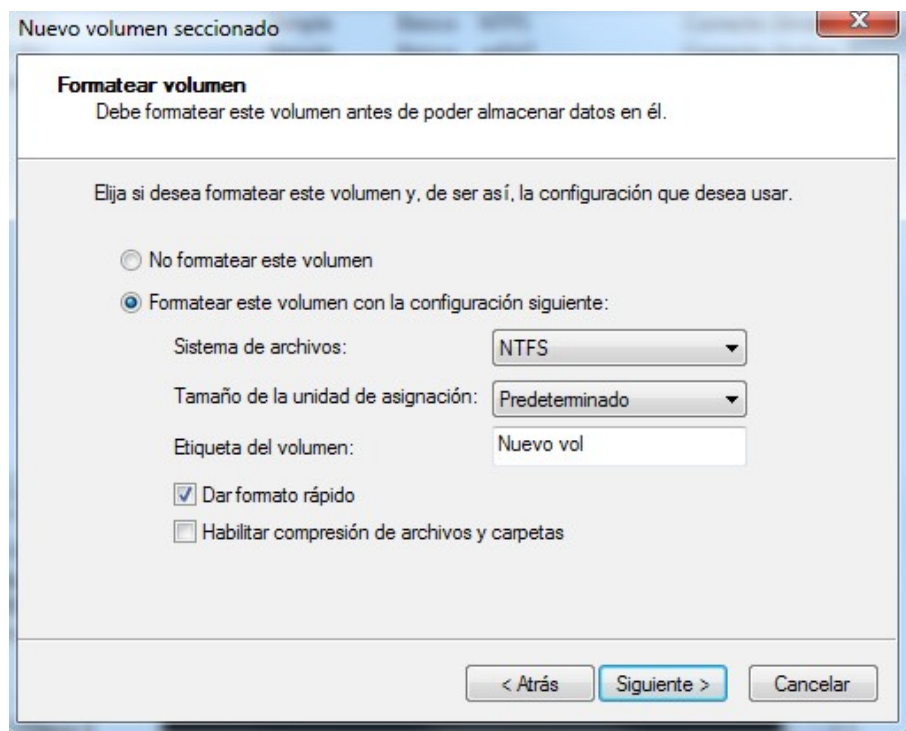 Nuevo volumen seccionado
Formatear volumen
Debe formatear este volumen antes de poder almacenar datos en él.
Elija si desea formatear este volumen y, de ser así, la configuración que desea usar.
No formatear este volumen
Formatear este volumen con la configuración siguiente:
Sistema de archivos: NTFS
Tamaño de la unidad de asignación: Predeterminado
Etiqueta del volumen: Nuevo vol
Dar formato rápido
Habilitar compresión de archivos y carpetas
< Atrás Siguiente > Cancelar